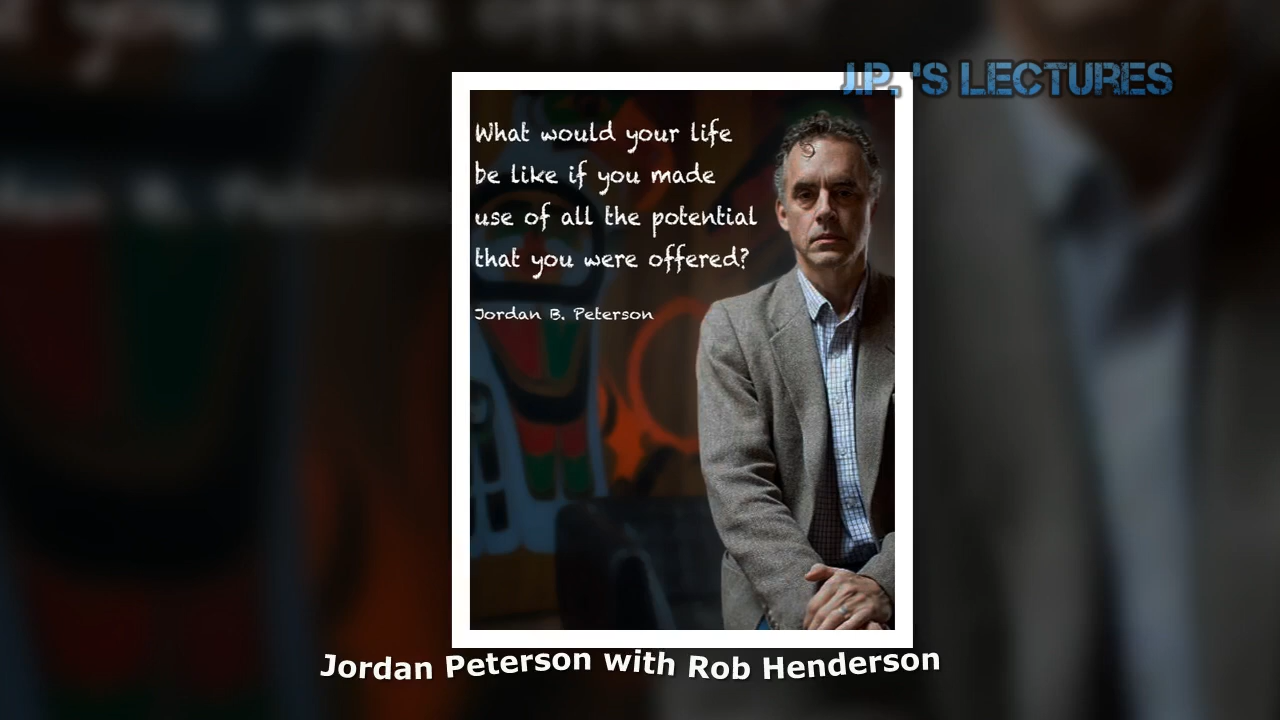 J.P. 'S LECTURES
What would your life
be like if you made
use of all the potential
that you were offered?
Jordan B. Peterson
Jordan Peterson with Rob Henderson